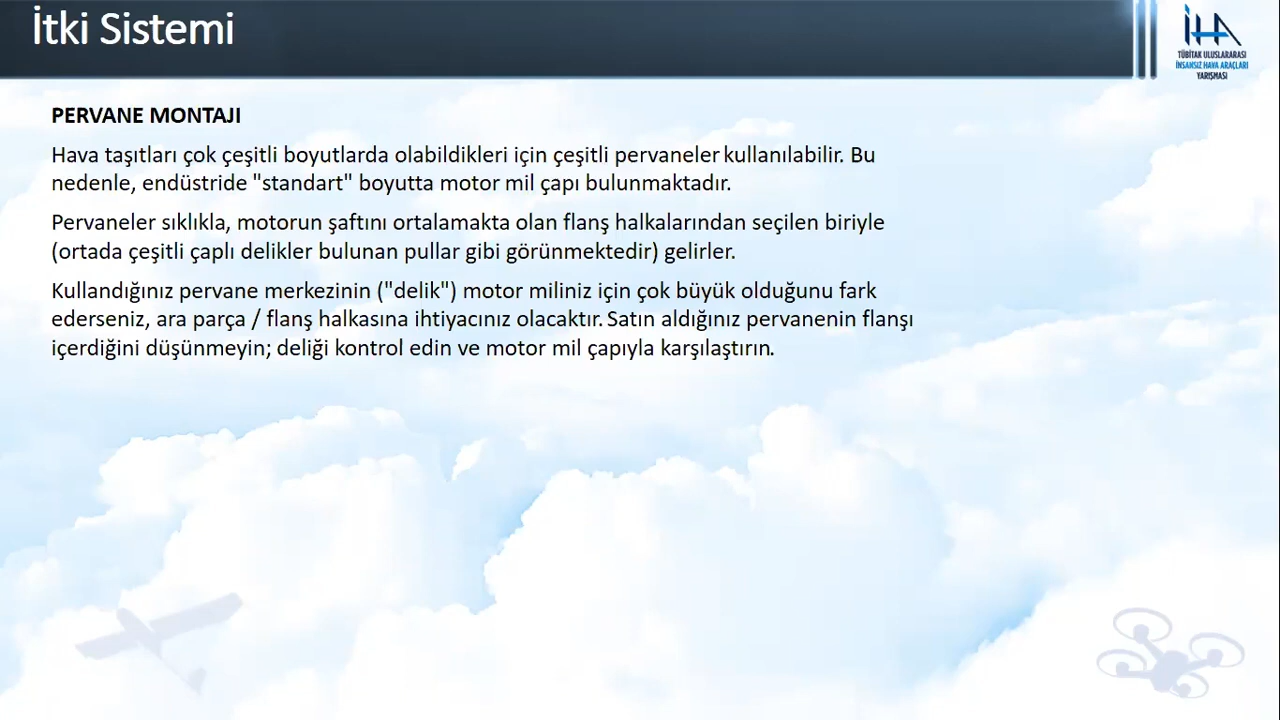 İtki Sistemi
İHA
TÜBİTAK ULUSLARARASI
İNSANSIZ HAVA ARAÇLARI
YARIŞMASI
PERVANE MONTAJI
Hava taşıtları çok çeşitli boyutlarda olabildikleri için çeşitli pervaneler kullanılabilir. Bu
nedenle, endüstride "standart" boyutta motor mil çapı bulunmaktadır.
Pervaneler sıklıkla, motorun şaftını ortalamakta olan flanş halkalarından seçilen biriyle
(ortada çeşitli çaplı delikler bulunan pullar gibi görünmektedir) gelirler.
Kullandığınız pervane merkezinin ("delik") motor miliniz için çok büyük olduğunu fark
ederseniz, ara parça / flanş halkasına ihtiyacınız olacaktır. Satın aldığınız pervanenin flanşı
içerdiğini düşünmeyin; deliği kontrol edin ve motor mil çapıyla karşılaştırın.